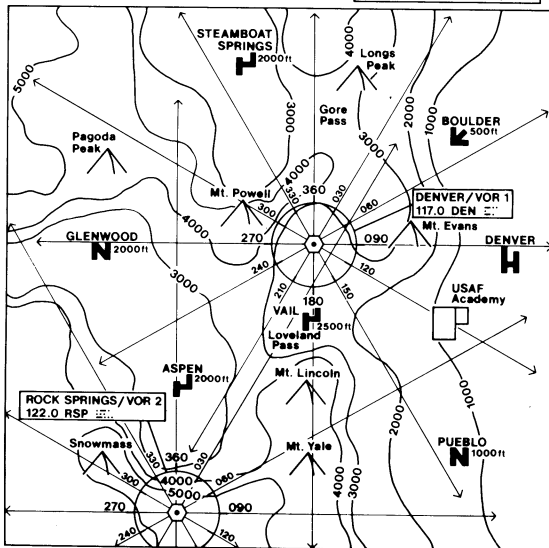 STEAMBOAT
SPRINGS
2000ft
4000
Longs
Peak
5000
3000
Gore
Pass
2000
1000
BOULDER
500ft
Pagoda
Peak
3000
4000
Mt. Powell
330
360
030
300
060
DENVER/VOR 1
117.0 DEN
4000
Mt. Evans
GLENWOOD
N 2000ft
270
090
DENVER
H
240
120
3000
210
180
150
USAF
Academy
VAIL
2500ft
Loveland
Pass
ASPEN
2000ft
Mt. Lincoln
1000
ROCK SPRINGS/VOR 2
122.0 RSP
2000
Snowmass
330
360
030
Mt. Yale
PUEBLO
N 1000ft
300
4000
5000
060
4000
3000
270
090
240
120